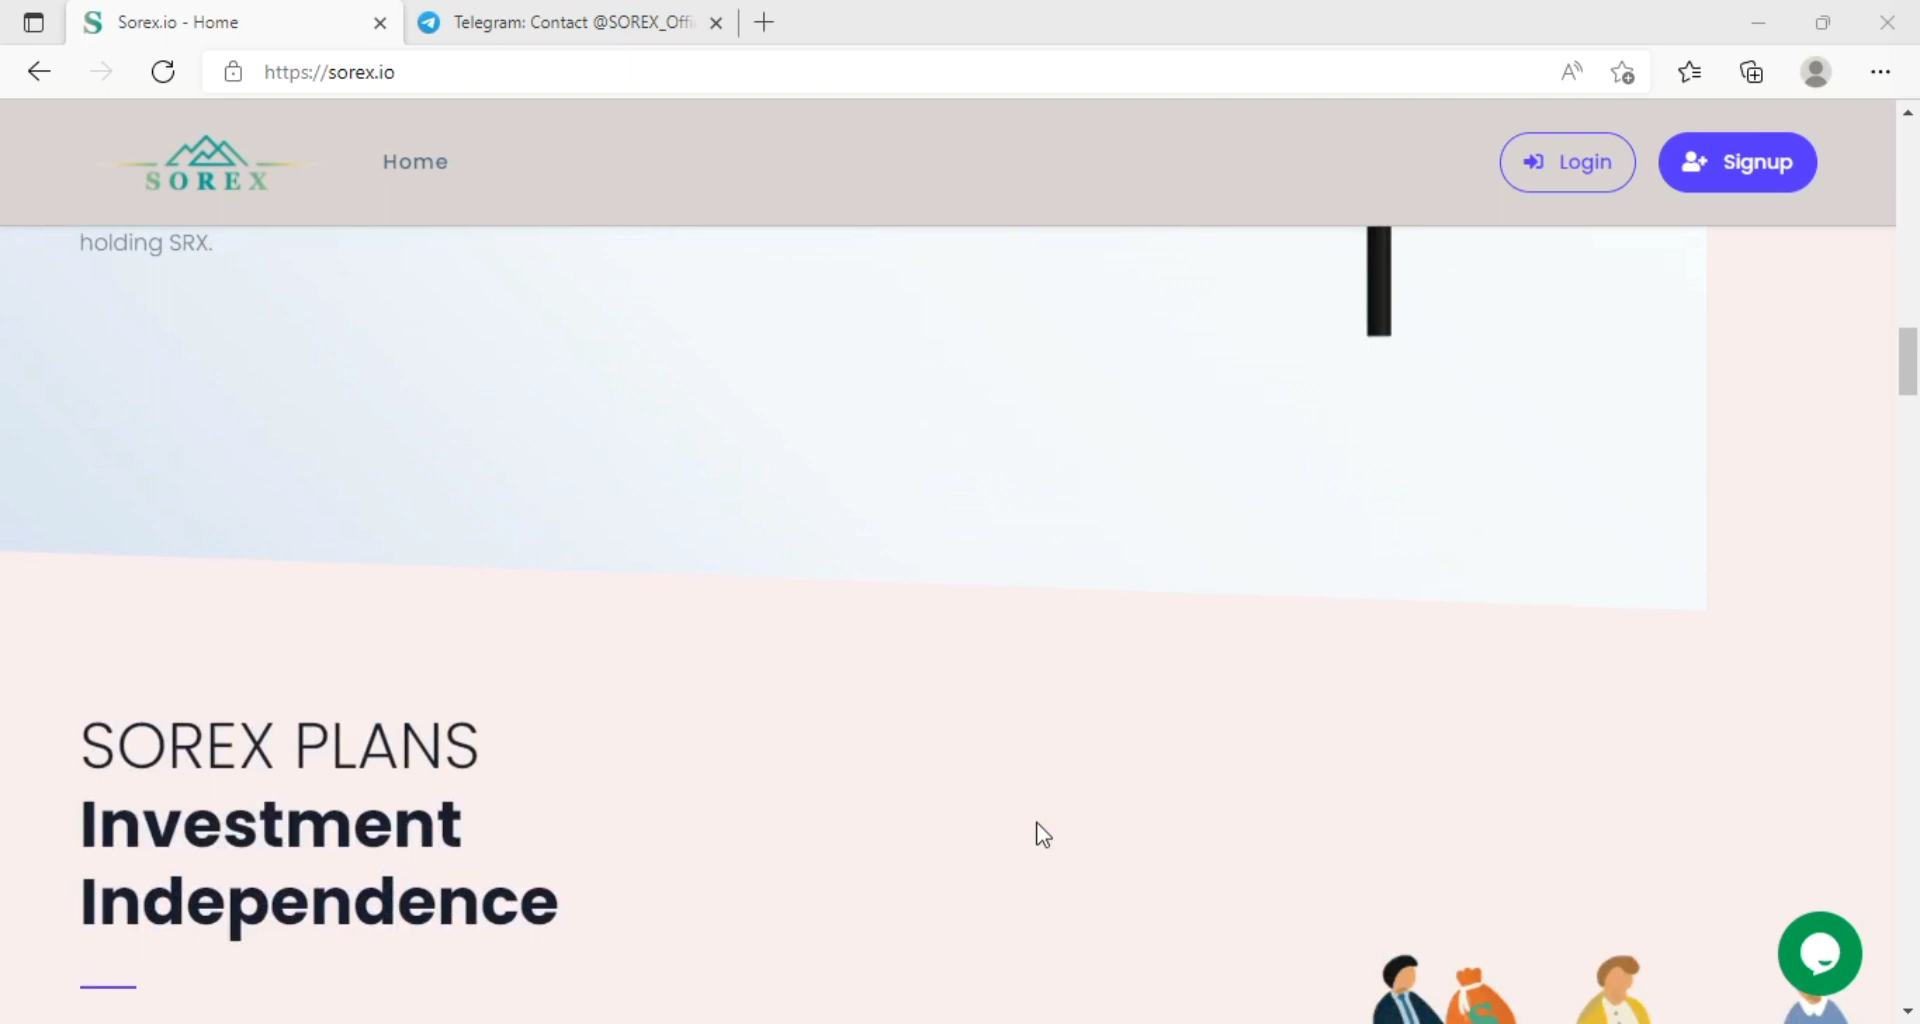 Sorex.io - Home
Telegram: Contact @SOREX_Offi
https://sorex.io
SOREX
Home
Login
Signup
holding SRX.
SOREX PLANS
Investment
Independence